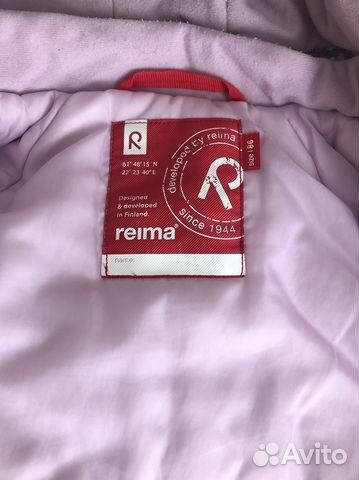 R
61° 48' 15" N
22° 23' 40" E
Designed
& developed
in Finland.
reima®
name:
developed by reima
R
since 1944
size: 86
Avito